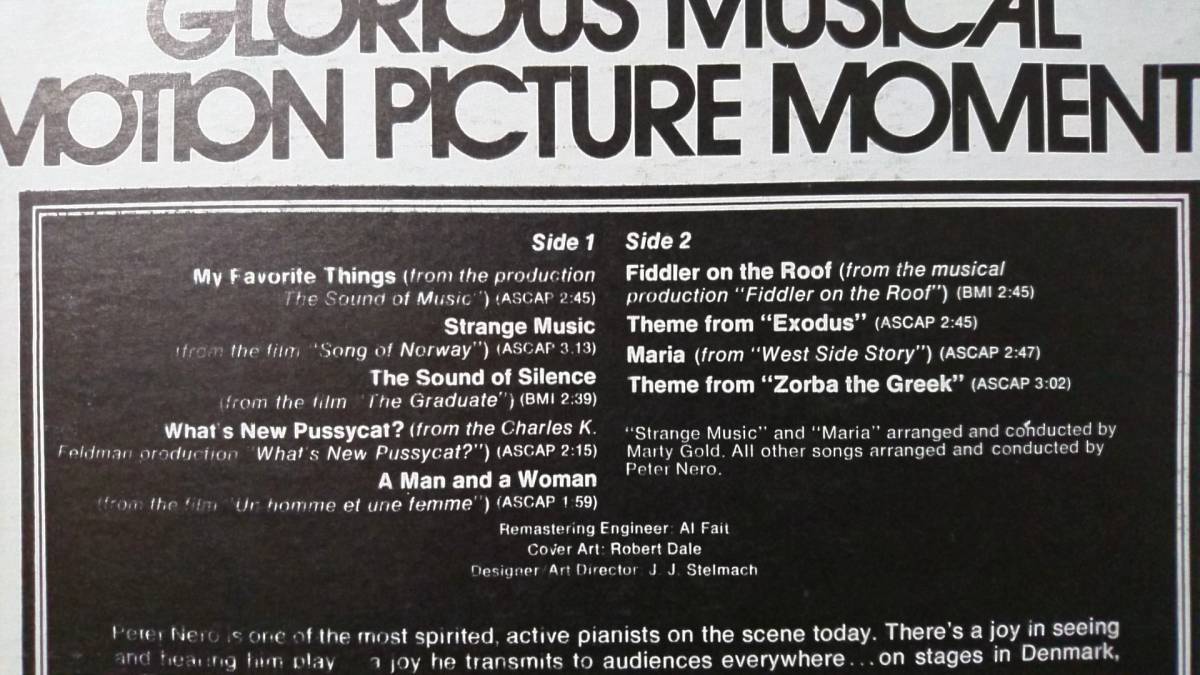 GLORIOUS MUSICAL
MOTION PICTURE MOMENT
Side 1
My Favorite Things (from the production
The Sound of Music") (ASCAP 2:45)
Strange Music
(from the film "Song of Norway") (ASCAP 3:13)
The Sound of Silence
(from the film "The Graduate") (BMI 2:39)
What's New Pussycat? (from the Charles K.
Feldman production "What's New Pussycat?") (ASCAP 2:15)
A Man and a Woman
(from the film "Un homme et une femme") (ASCAP 1:59)
Side 2
Fiddler on the Roof (from the musical
production "Fiddler on the Roof") (BMI 2:45)
Theme from "Exodus" (ASCAP 2:45)
Maria (from "West Side Story") (ASCAP 2:47)
Theme from "Zorba the Greek" (ASCAP 3:02)
"Strange Music" and "Maria" arranged and conducted by
Marty Gold. All other songs arranged and conducted by
Peter Nero.
Remastering Engineer: Al Fait
Cover Art: Robert Dale
Designer/Art Director: J. J. Stelmach
Peter Nero is one of the most spirited, active pianists on the scene today. There's a joy in seeing
and hearing him play...a joy he transmits to audiences everywhere...on stages in Denmark,